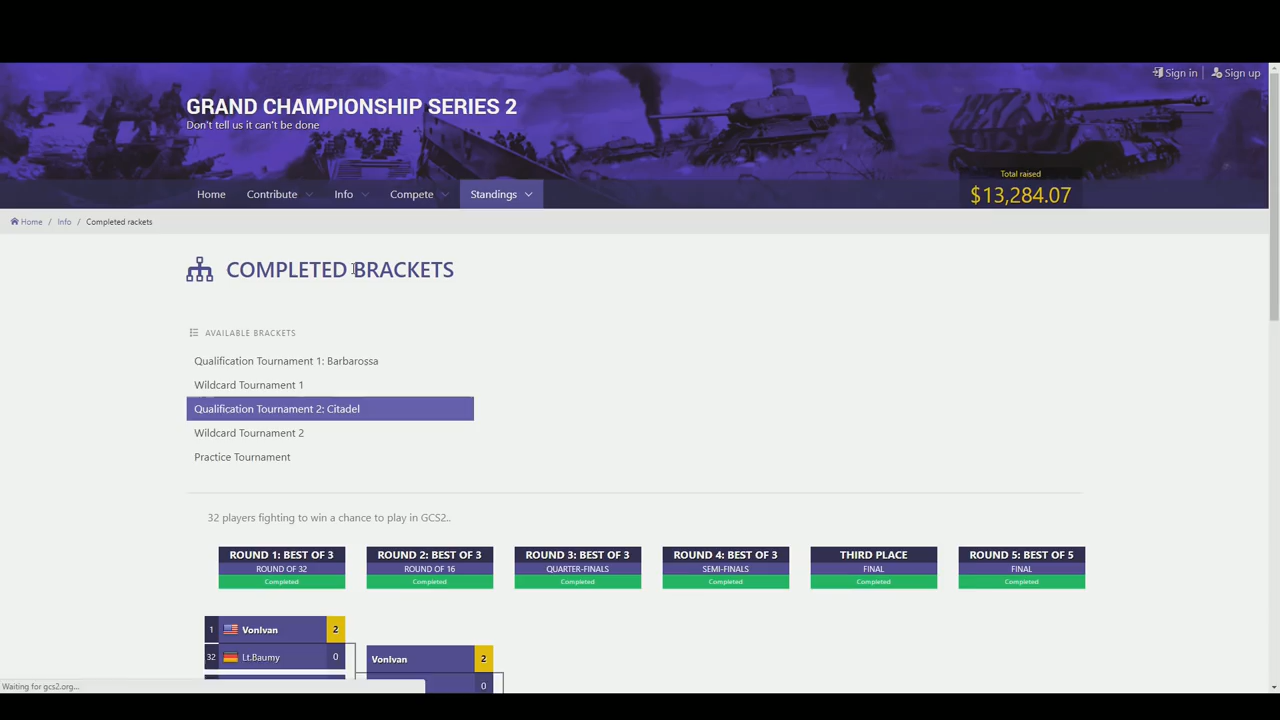 Sign in
Sign up
GRAND CHAMPIONSHIP SERIES 2
Don't tell us it can't be done
Total raised
$13,284.07
Home Contribute Info Compete Standings
Home / Info / Completed rackets
COMPLETED BRACKETS
AVAILABLE BRACKETS
Qualification Tournament 1: Barbarossa
Wildcard Tournament 1
Qualification Tournament 2: Citadel
Wildcard Tournament 2
Practice Tournament
32 players fighting to win a chance to play in GCS2..
ROUND 1: BEST OF 3
ROUND OF 32
Completed
ROUND 2: BEST OF 3
ROUND OF 16
Completed
ROUND 3: BEST OF 3
QUARTER-FINALS
Completed
ROUND 4: BEST OF 3
SEMI-FINALS
Completed
THIRD PLACE
FINAL
Completed
ROUND 5: BEST OF 5
FINAL
Completed
1 VonIvan 2
32 Lt.Baumy 0
VonIvan 2
0
Waiting for gcs2.org...